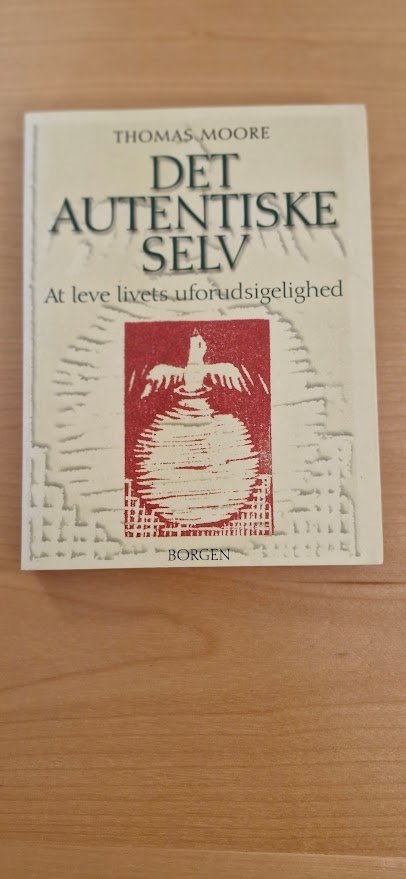 THOMAS MOORE
DET
AUTENTISKE
SELV
At leve livets uforudsigelighed
BORGEN